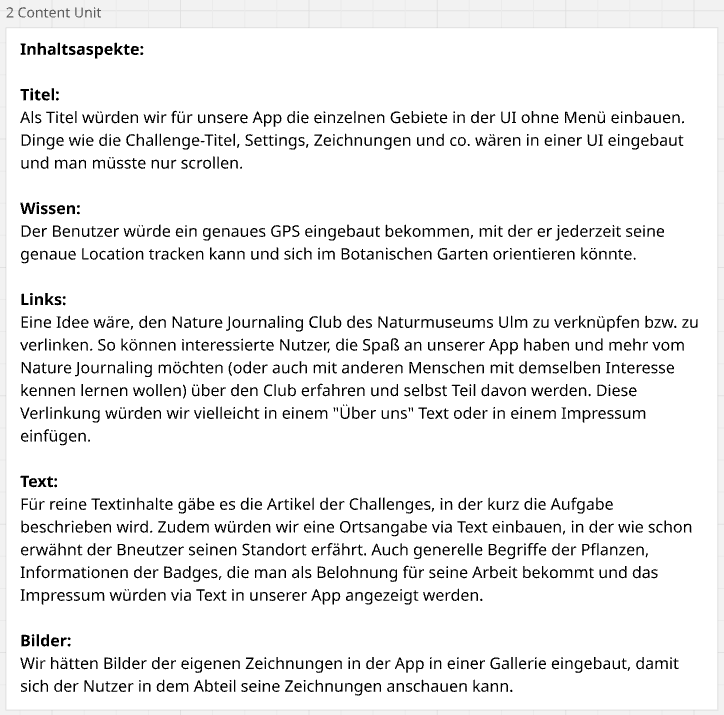 2 Content Unit
Inhaltsaspekte:
Titel:
Als Titel würden wir für unsere App die einzelnen Gebiete in der UI ohne Menü einbauen.
Dinge wie die Challenge-Titel, Settings, Zeichnungen und co. wären in einer UI eingebaut
und man müsste nur scrollen.
Wissen:
Der Benutzer würde ein genaues GPS eingebaut bekommen, mit der er jederzeit seine
genaue Location tracken kann und sich im Botanischen Garten orientieren könnte.
Links:
Eine Idee wäre, den Nature Journaling Club des Naturmuseums Ulm zu verknüpfen bzw. zu
verlinken. So können interessierte Nutzer, die Spaß an unserer App haben und mehr vom
Nature Journaling möchten (oder auch mit anderen Menschen mit demselben Interesse
kennen lernen wollen) über den Club erfahren und selbst Teil davon werden. Diese
Verlinkung würden wir vielleicht in einem "Über uns" Text oder in einem Impressum
einfügen.
Text:
Für reine Textinhalte gäbe es die Artikel der Challenges, in der kurz die Aufgabe
beschrieben wird. Zudem würden wir eine Ortsangabe via Text einbauen, in der wie schon
erwähnt der Bneutzer seinen Standort erfährt. Auch generelle Begriffe der Pflanzen,
Informationen der Badges, die man als Belohnung für seine Arbeit bekommt und das
Impressum würden via Text in unserer App angezeigt werden.
Bilder:
Wir hätten Bilder der eigenen Zeichnungen in der App in einer Gallerie eingebaut, damit
sich der Nutzer in dem Abteil seine Zeichnungen anschauen kann.